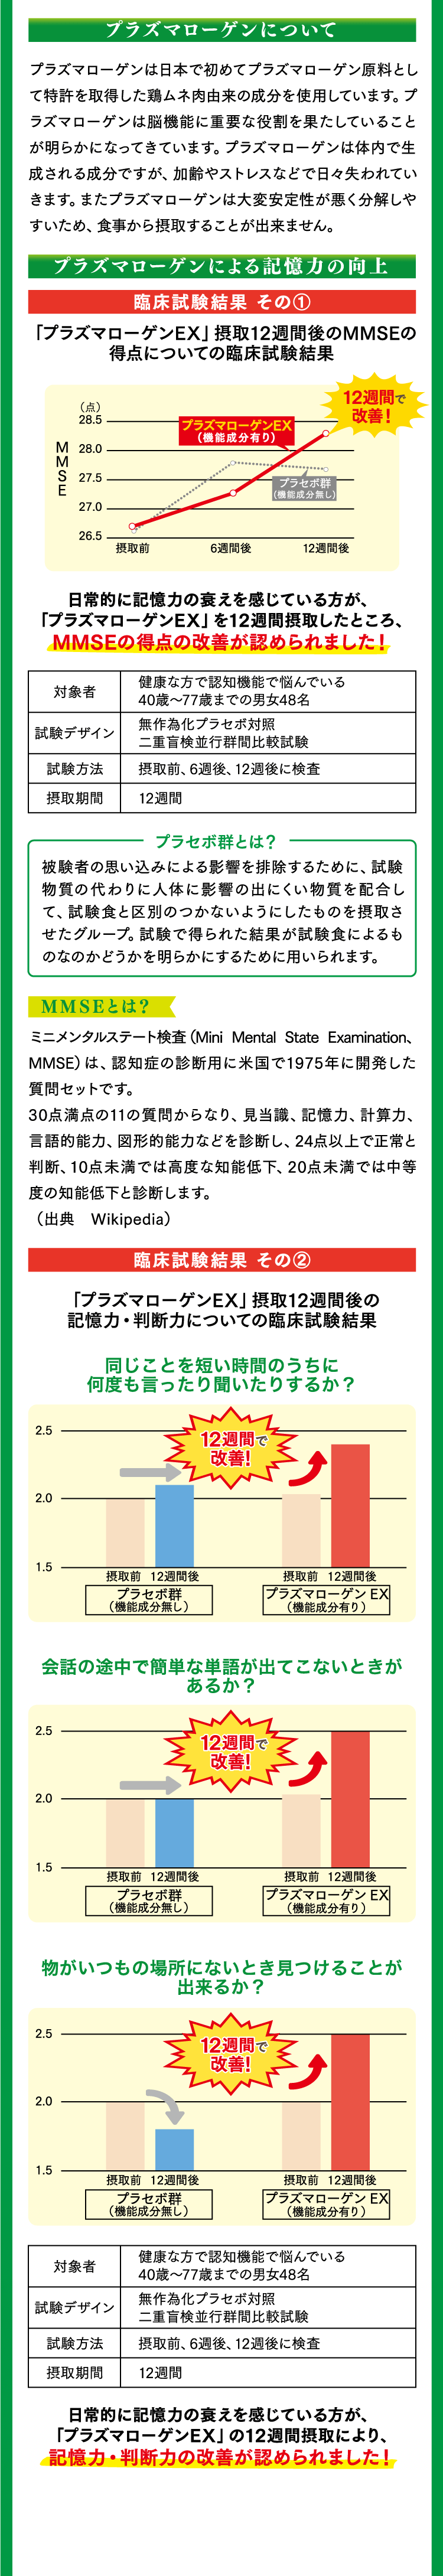 プラズマローゲンについて
プラズマローゲンは日本で初めてプラズマローゲン原料とし
て特許を取得した鶏ムネ肉由来の成分を使用しています。プ
ラズマローゲンは脳機能に重要な役割を果たしていること
が明らかになってきています。プラズマローゲンは体内で生
成される成分ですが、加齢やストレスなどで日々失われてい
きます。またプラズマローゲンは大変安定性が悪く分解しや
すいため、食事から摂取することが出来ません。
プラズマローゲンによる記憶力の向上
臨床試験結果 その①
「プラズマローゲンEX」摂取12週間後のMMSEの
得点についての臨床試験結果
12週間で
改善!
(点)
28.5
28.0
27.5
27.0
26.5
MMSE
プラズマローゲンEX
(機能成分有り)
プラセボ群
(機能成分無し)
摂取前 6週間後 12週間後
日常的に記憶力の衰えを感じている方が、
「プラズマローゲンEX」を12週間摂取したところ、
MMSEの得点の改善が認められました!
対象者 健康な方で認知機能で悩んでいる
40歳〜77歳までの男女48名
試験デザイン 無作為化プラセボ対照
二重盲検並行群間比較試験
試験方法 摂取前、6週後、12週後に検査
摂取期間 12週間
プラセボ群とは?
被験者の思い込みによる影響を排除するために、試験
物質の代わりに人体に影響の出にくい物質を配合し
て、試験食と区別のつかないようにしたものを摂取さ
せたグループ。試験で得られた結果が試験食によるも
のなのかどうかを明らかにするために用いられます。
MMSEとは?
ミニメンタルステート検査(Mini Mental State Examination、
MMSE)は、認知症の診断用に米国で1975年に開発した
質問セットです。
30点満点の11の質問からなり、見当識、記憶力、計算力、
言語的能力、図形的能力などを診断し、24点以上で正常と
判断、10点未満では高度な知能低下、20点未満では中等
度の知能低下と診断します。
(出典 Wikipedia)
臨床試験結果 その②
「プラズマローゲンEX」摂取12週間後の
記憶力・判断力についての臨床試験結果
同じことを短い時間のうちに
何度も言ったり聞いたりするか?
2.5
2.0
1.5
12週間で
改善!
摂取前 12週間後 摂取前 12週間後
プラセボ群
(機能成分無し)
プラズマローゲン EX
(機能成分有り)
会話の途中で簡単な単語が出てこないときが
あるか?
2.5
2.0
1.5
12週間で
改善!
摂取前 12週間後 摂取前 12週間後
プラセボ群
(機能成分無し)
プラズマローゲン EX
(機能成分有り)
物がいつもの場所にないとき見つけることが
出来るか?
2.5
2.0
1.5
12週間で
改善!
摂取前 12週間後 摂取前 12週間後
プラセボ群
(機能成分無し)
プラズマローゲン EX
(機能成分有り)
対象者 健康な方で認知機能で悩んでいる
40歳〜77歳までの男女48名
試験デザイン 無作為化プラセボ対照
二重盲検並行群間比較試験
試験方法 摂取前、6週後、12週後に検査
摂取期間 12週間
日常的に記憶力の衰えを感じている方が、
「プラズマローゲンEX」の12週間摂取により、
記憶力・判断力の改善が認められました!